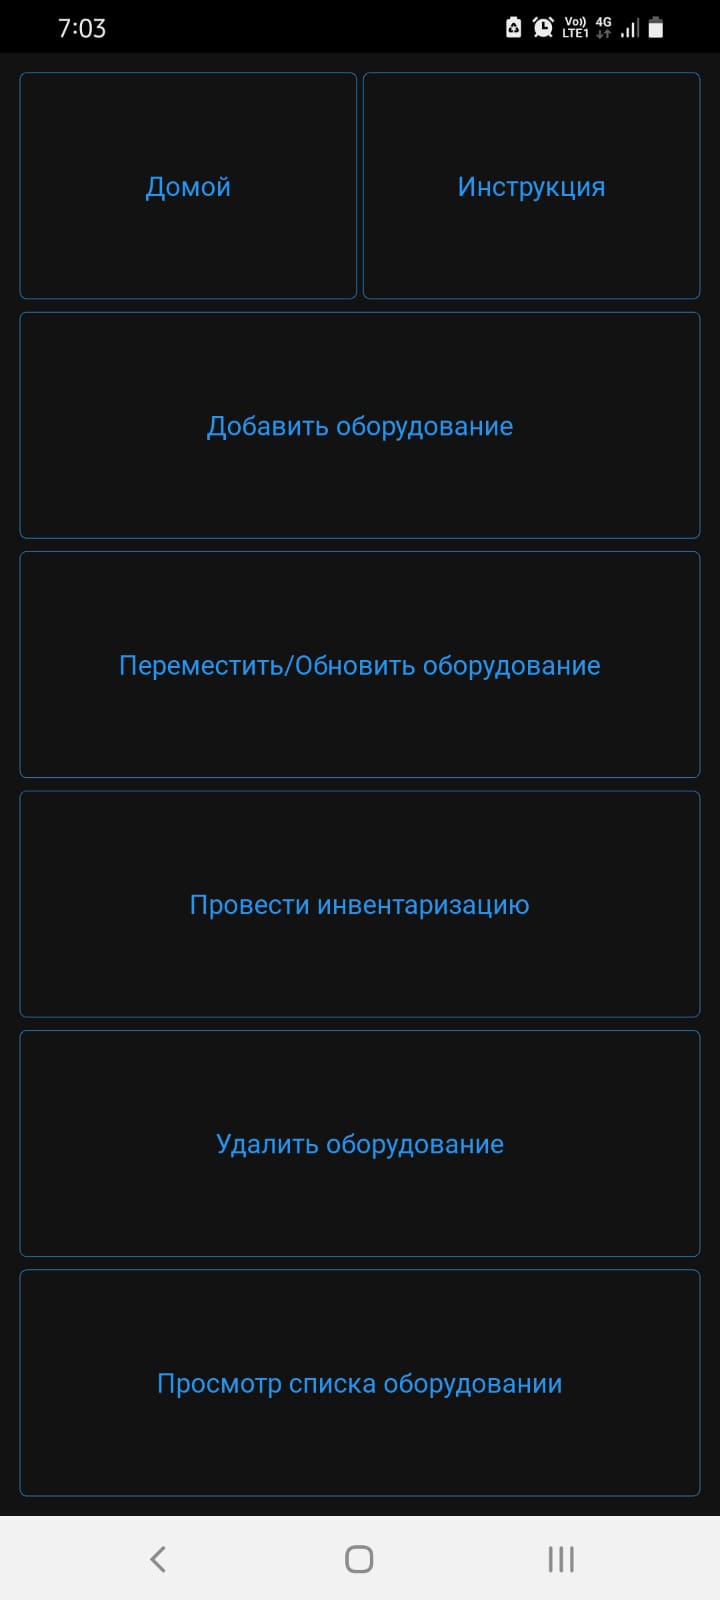 7:03
Vo))
LTE1
4G
Домой
Инструкция
Добавить оборудование
Переместить/Обновить оборудование
Провести инвентаризацию
Удалить оборудование
Просмотр списка оборудовании